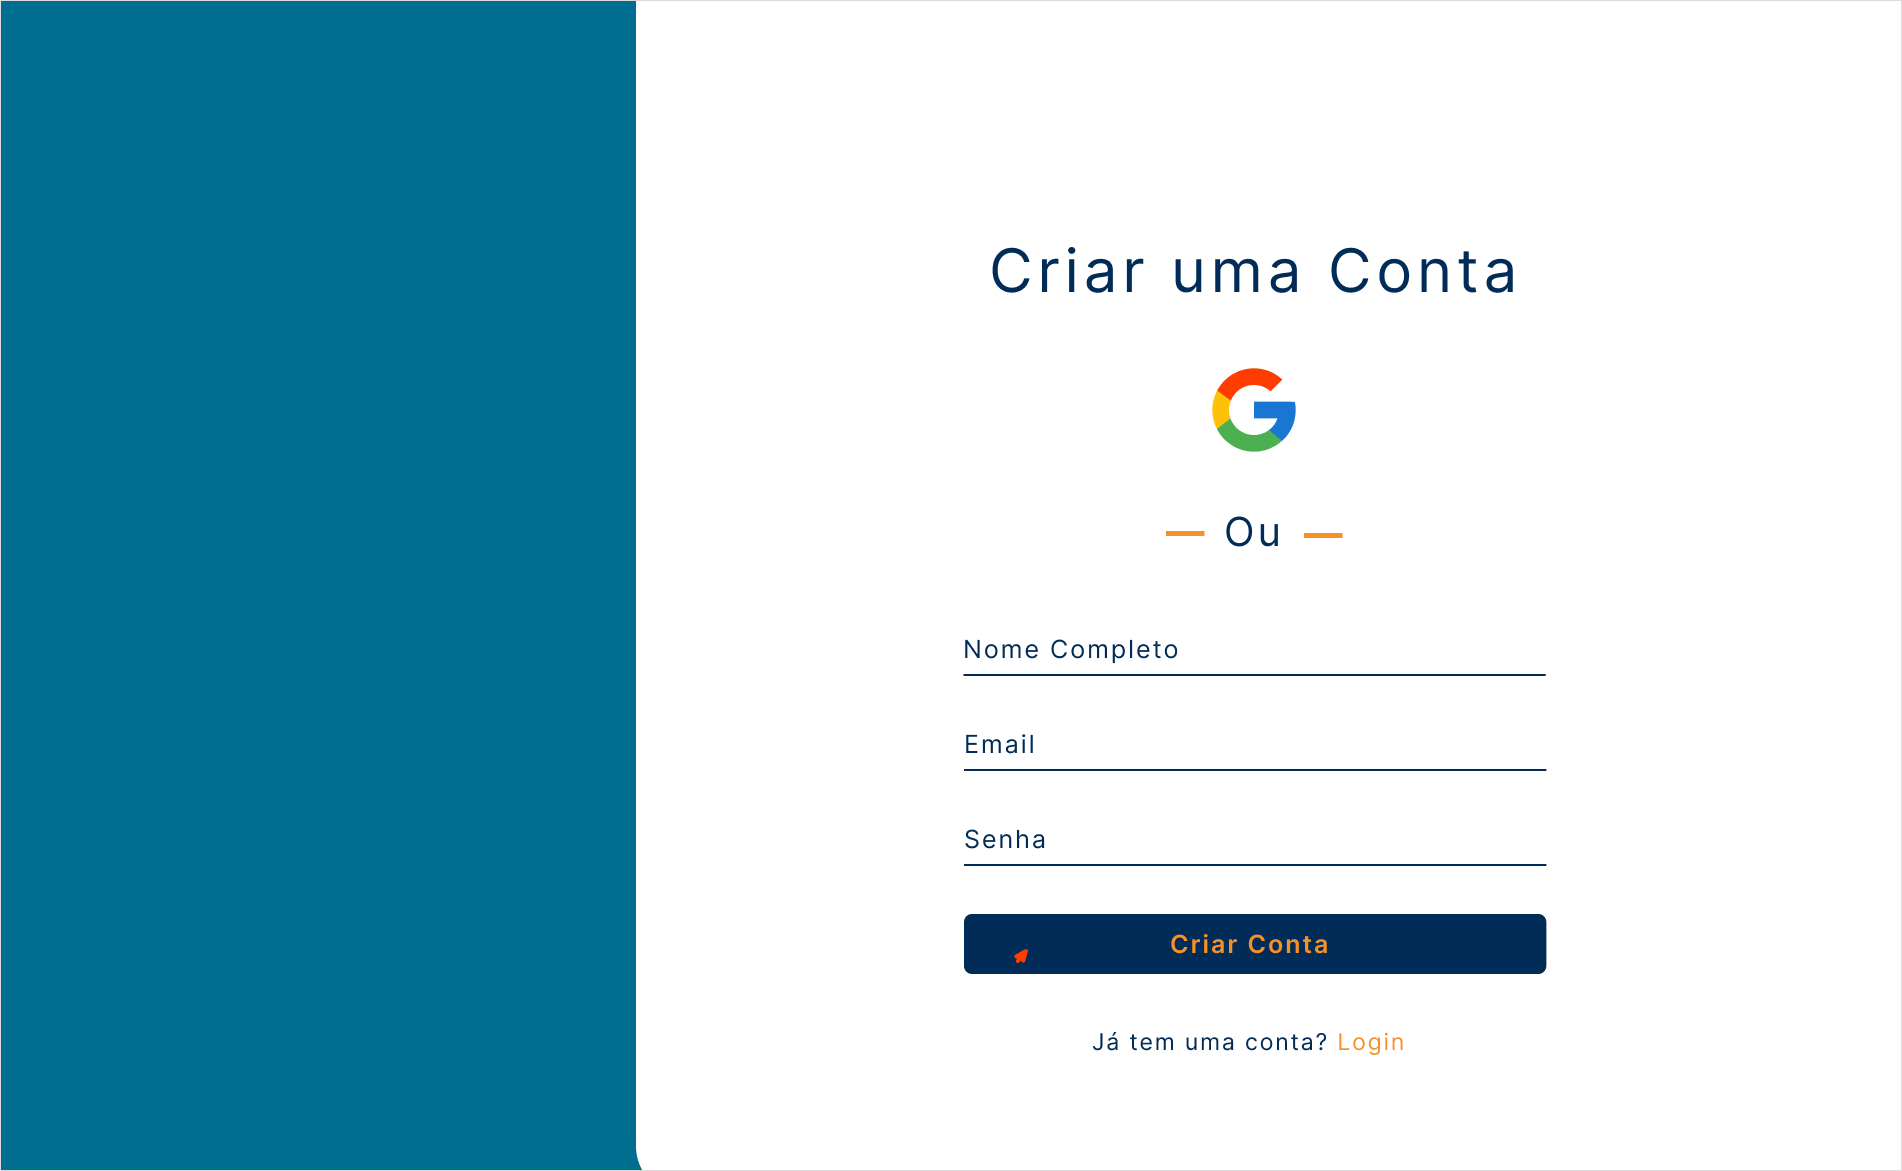 Criar uma Conta
Ou
Nome Completo
Email
Senha
Criar Conta
Já tem uma conta? Login